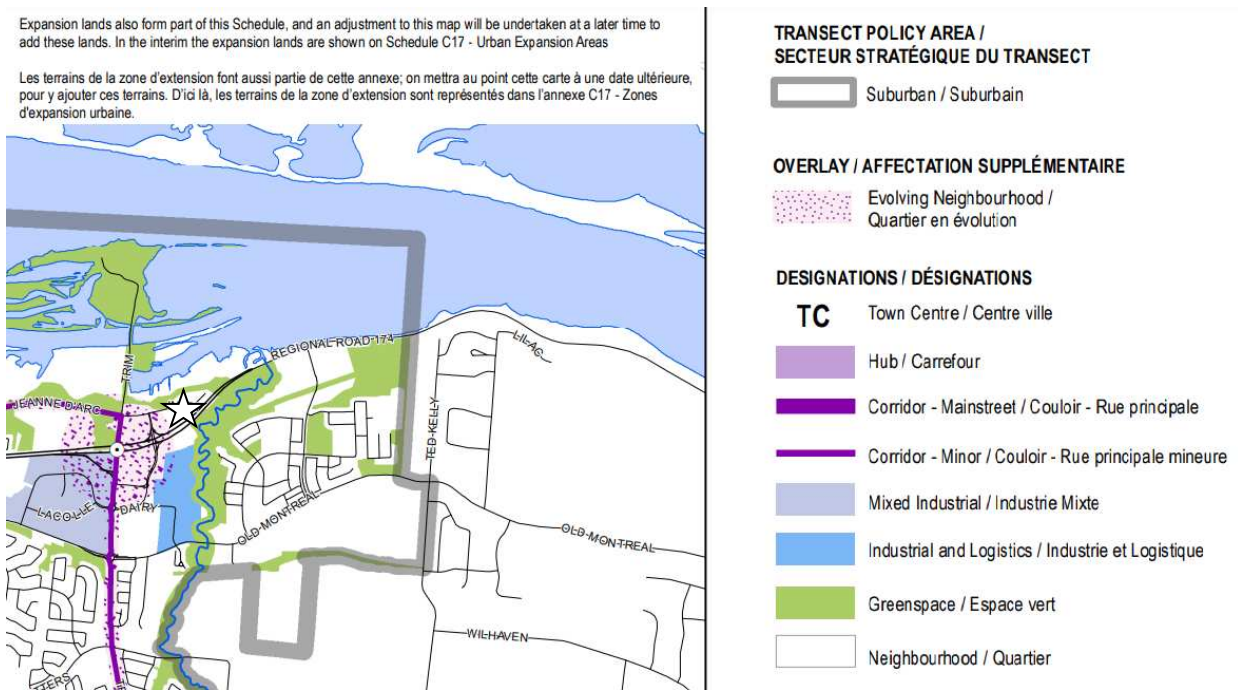 Expansion lands also form part of this Schedule, and an adjustment to this map will be undertaken at a later time to
add these lands. In the interim the expansion lands are shown on Schedule C17 - Urban Expansion Areas
Les terrains de la zone d'extension font aussi partie de cette annexe; on mettra au point cette carte à une date ultérieure,
pour y ajouter ces terrains. D'ici là, les terrains de la zone d'extension sont représentés dans l'annexe C17 - Zones
d'expansion urbaine.
REGIONAL ROAD 174
LILAC
TRIM
JEANNE D'ARC
TED KELLY
LACOLLE
DAIRY
OLD MONTREAL
OLD MONTREAL
WILHAVEN
TRANSECT POLICY AREA /
SECTEUR STRATÉGIQUE DU TRANSECT
Suburban / Suburbain
OVERLAY / AFFECTATION SUPPLÉMENTAIRE
Evolving Neighbourhood /
Quartier en évolution
DESIGNATIONS / DÉSIGNATIONS
TC Town Centre / Centre ville
Hub / Carrefour
Corridor - Mainstreet / Couloir - Rue principale
Corridor - Minor / Couloir - Rue principale mineure
Mixed Industrial / Industrie Mixte
Industrial and Logistics / Industrie et Logistique
Greenspace / Espace vert
Neighbourhood / Quartier